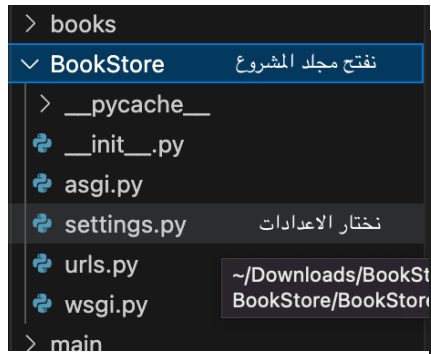 books
BookStore نفتح مجلد المشروع
__pycache__
__init__.py
asgi.py
settings.py نختار الاعدادات
urls.py
~/Downloads/BookSt
wsgi.py
BookStore/BookStore
main